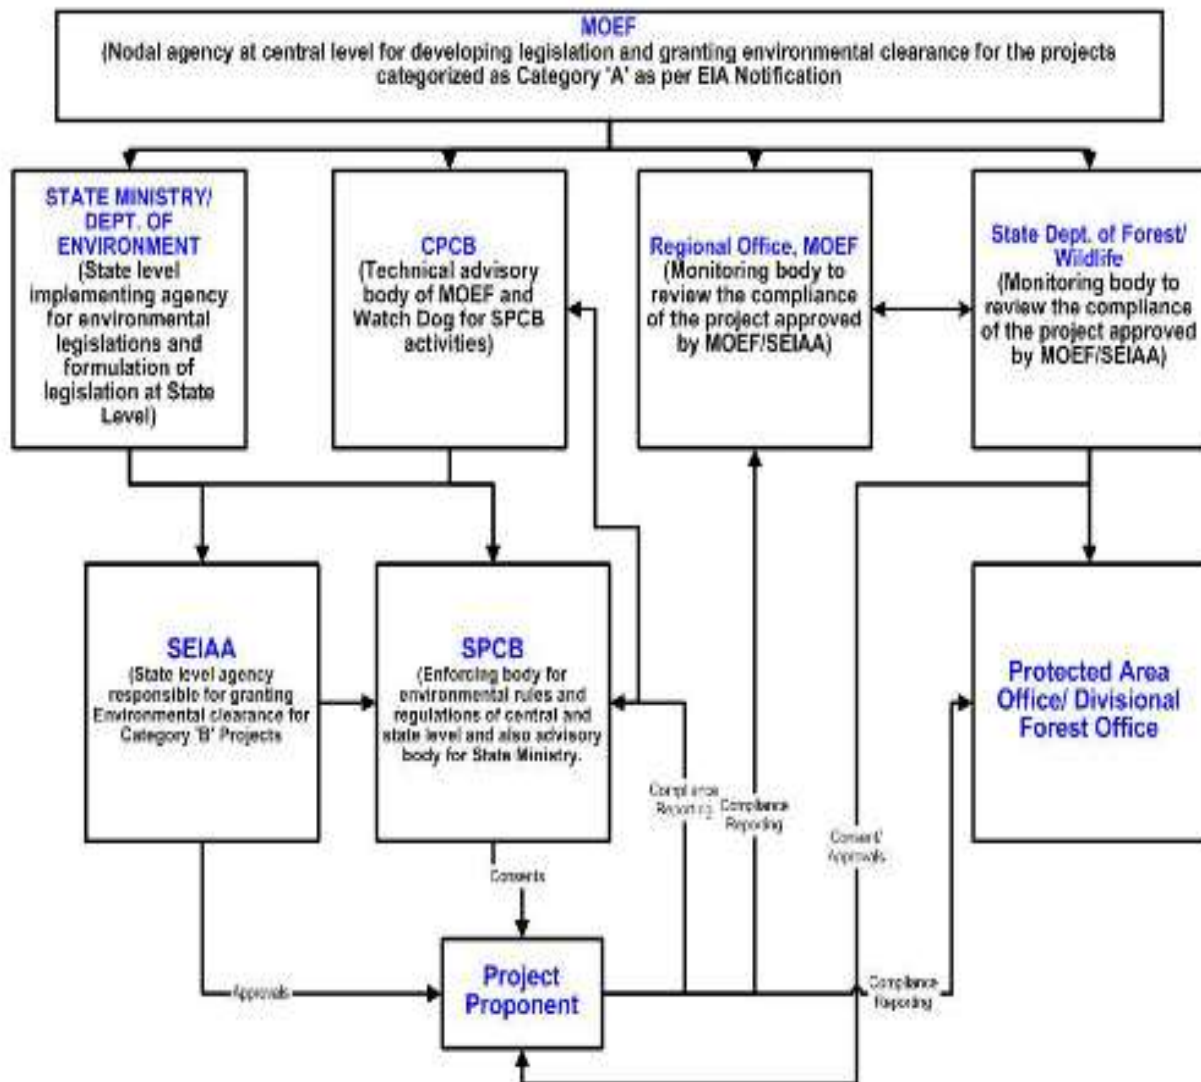 MOEF
(Nodal agency at central level for developing legislation and granting environmental clearance for the projects
categorized as Category 'A' as per EIA Notification
STATE MINISTRY/
DEPT. OF
ENVIRONMENT
(State level
implementing agency
for environmental
legislations and
formulation of
legislation at State
Level)
CPCB
(Technical advisory
body of MOEF and
Watch Dog for SPCB
activities)
Regional Office, MOEF
(Monitoring body to
review the compliance
of the project approved
by MOEF/SEIAA)
State Dept. of Forest/
Wildlife
(Monitoring body to
review the compliance
of the project approved
by MOEF/SEIAA)
SEIAA
(State level agency
responsible for granting
Environmental clearance for
Category 'B' Projects
SPCB
(Enforcing body for
environmental rules and
regulations of central and
state level and also advisory
body for State Ministry.
Protected Area
Office/ Divisional
Forest Office
Compliance
Reporting
Compliance
Reporting
Consent/
Approvals
Consents
Project
Proponent
Approvals
Compliance
Reporting